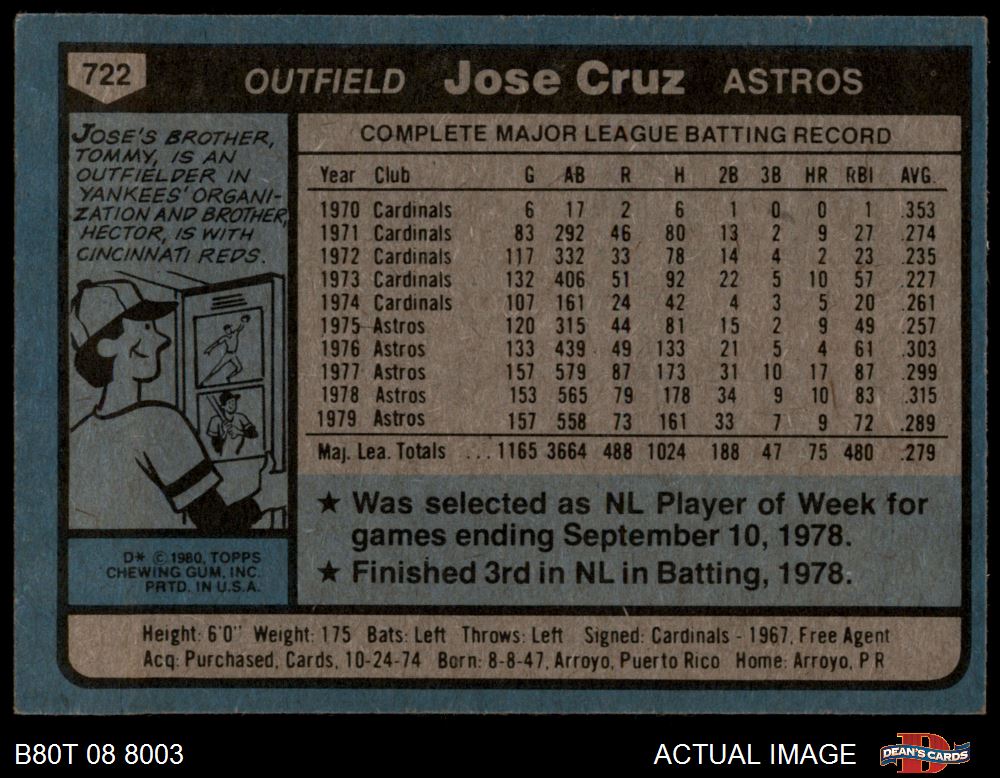 722 OUTFIELD Jose Cruz ASTROS
JOSE'S BROTHER,
TOMMY, IS AN
OUTFIELDER IN
YANKEES' ORGANI-
ZATION AND BROTHER,
HECTOR, IS WITH
CINCINNATI REDS.
D* © 1980, TOPPS
CHEWING GUM, INC.
PRTD. IN U.S.A.
COMPLETE MAJOR LEAGUE BATTING RECORD
Year Club G AB R H 2B 3B HR RBI AVG.
1970 Cardinals 6 17 2 6 1 0 0 1 .353
1971 Cardinals 83 292 46 80 13 2 9 27 .274
1972 Cardinals 117 332 33 78 14 4 2 23 .235
1973 Cardinals 132 406 51 92 22 5 10 57 .227
1974 Cardinals 107 161 24 42 4 3 5 20 .261
1975 Astros 120 315 44 81 15 2 9 49 .257
1976 Astros 133 439 49 133 21 5 4 61 .303
1977 Astros 157 579 87 173 31 10 17 87 .299
1978 Astros 153 565 79 178 34 9 10 83 .315
1979 Astros 157 558 73 161 33 7 9 72 .289
Maj. Lea. Totals ... 1165 3664 488 1024 188 47 75 480 .279
★ Was selected as NL Player of Week for
games ending September 10, 1978.
★ Finished 3rd in NL in Batting, 1978.
Height: 6'0" Weight: 175 Bats: Left Throws: Left Signed: Cardinals - 1967, Free Agent
Acq: Purchased, Cards, 10-24-74 Born: 8-8-47, Arroyo, Puerto Rico Home: Arroyo, P R
B80T 08 8003 ACTUAL IMAGE DEAN'S CARDS